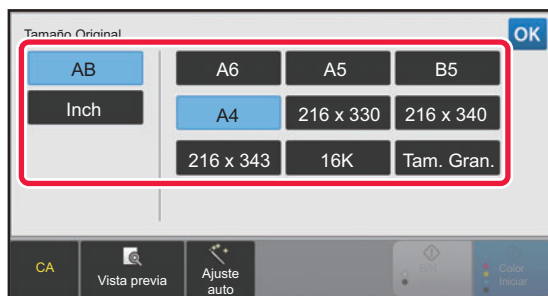 Tamaño Original
OK
AB
A6
A5
B5
Inch
A4
216 x 330
216 x 340
216 x 343
16K
Tam. Gran.
CA
Vista previa
Ajuste
auto
B/N
Color
Iniciar